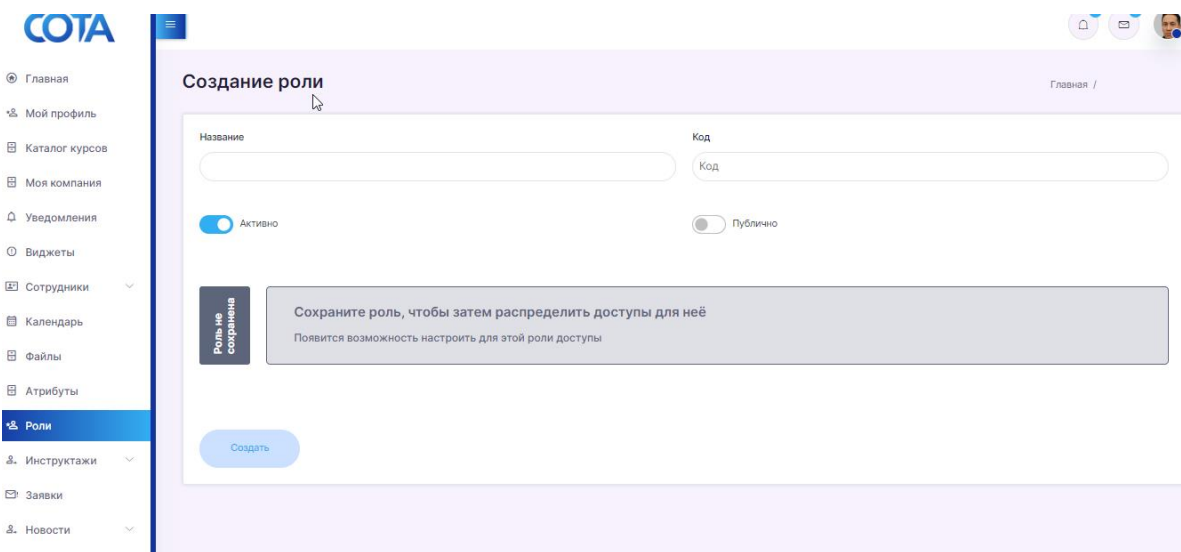 СОТА
Главная
Мой профиль
Каталог курсов
Моя компания
Уведомления
Виджеты
Сотрудники
Календарь
Файлы
Атрибуты
Роли
Инструктажи
Заявки
Новости
Создание роли
Главная /
Название
Код
Код
Активно
Публично
Роль не
сохранена
Сохраните роль, чтобы затем распределить доступы для неё
Появится возможность настроить для этой роли доступы
Создать